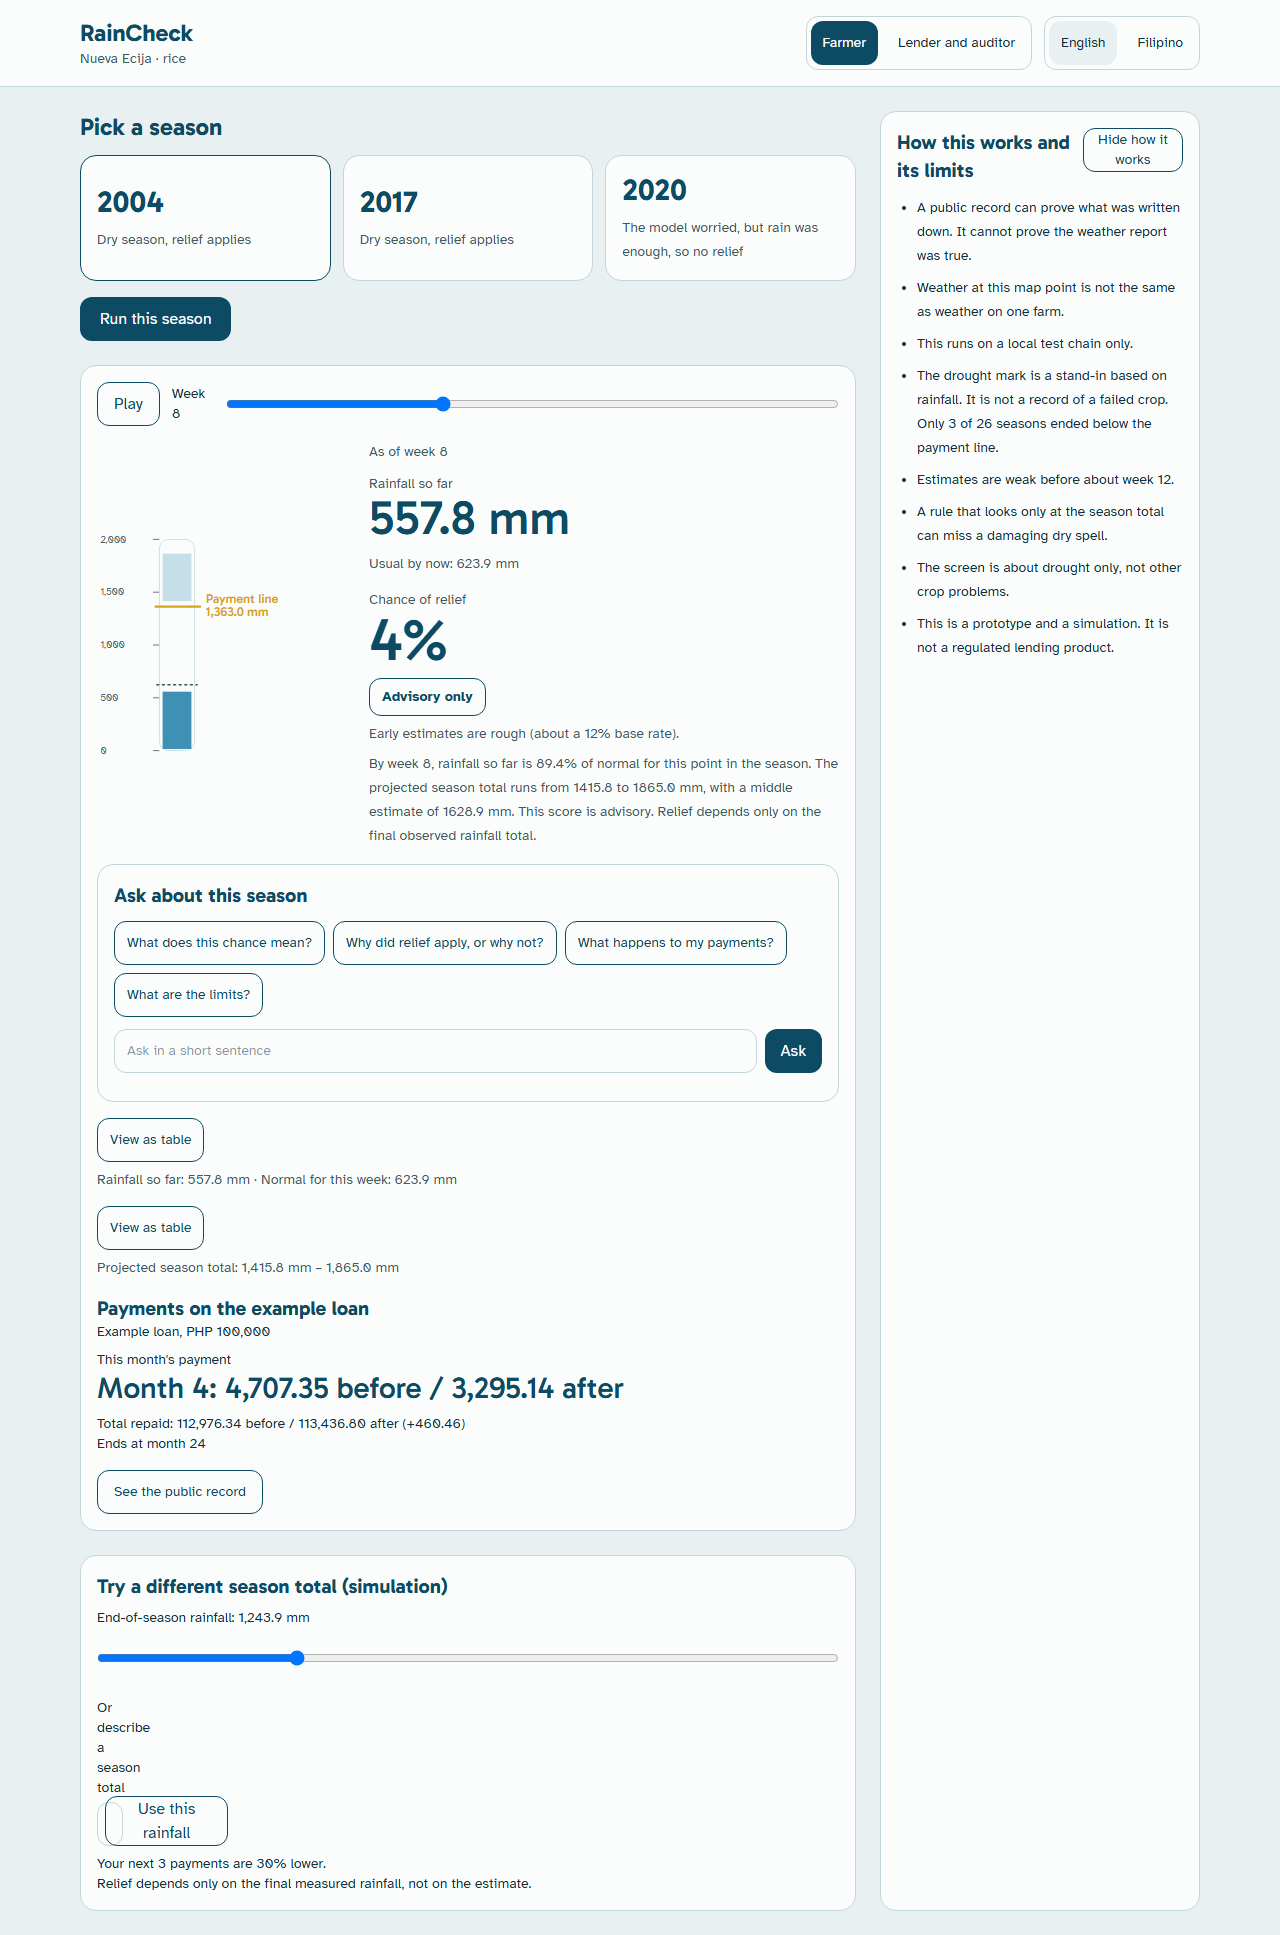 RainCheck
Nueva Ecija · rice
Farmer
Lender and auditor
English
Filipino
Pick a season
2004
Dry season, relief applies
2017
Dry season, relief applies
2020
The model worried, but rain was
enough, so no relief
Run this season
Play
Week
8
As of week 8
Rainfall so far
557.8 mm
Usual by now: 623.9 mm
Chance of relief
4%
Advisory only
Early estimates are rough (about a 12% base rate).
By week 8, rainfall so far is 89.4% of normal for this point in the season. The
projected season total runs from 1415.8 to 1865.0 mm, with a middle
estimate of 1628.9 mm. This score is advisory. Relief depends only on the
final observed rainfall total.
2,000
1,500
1,000
500
0
Payment line
1,363.0 mm
Ask about this season
What does this chance mean?
Why did relief apply, or why not?
What happens to my payments?
What are the limits?
Ask in a short sentence
Ask
View as table
Rainfall so far: 557.8 mm · Normal for this week: 623.9 mm
View as table
Projected season total: 1,415.8 mm – 1,865.0 mm
Payments on the example loan
Example loan, PHP 100,000
This month's payment
Month 4: 4,707.35 before / 3,295.14 after
Total repaid: 112,976.34 before / 113,436.80 after (+460.46)
Ends at month 24
See the public record
Try a different season total (simulation)
End-of-season rainfall: 1,243.9 mm
Or
describe
a
season
total
Use this
rainfall
Your next 3 payments are 30% lower.
Relief depends only on the final measured rainfall, not on the estimate.
How this works and
its limits
Hide how it
works
A public record can prove what was written
down. It cannot prove the weather report
was true.
Weather at this map point is not the same
as weather on one farm.
This runs on a local test chain only.
The drought mark is a stand-in based on
rainfall. It is not a record of a failed crop.
Only 3 of 26 seasons ended below the
payment line.
Estimates are weak before about week 12.
A rule that looks only at the season total
can miss a damaging dry spell.
The screen is about drought only, not other
crop problems.
This is a prototype and a simulation. It is
not a regulated lending product.